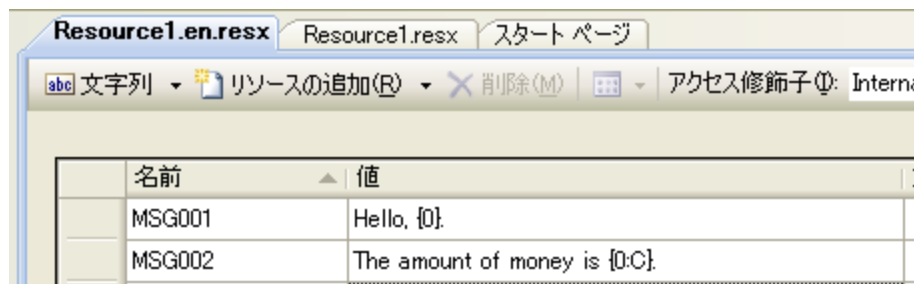 Resource1.en.resx Resource1.resx スタート ページ
abc 文字列 リソースの追加(R) 削除(M) アクセス修飾子(I):
名前 値
MSG001 Hello, {0}.
MSG002 The amount of money is {0:C}.